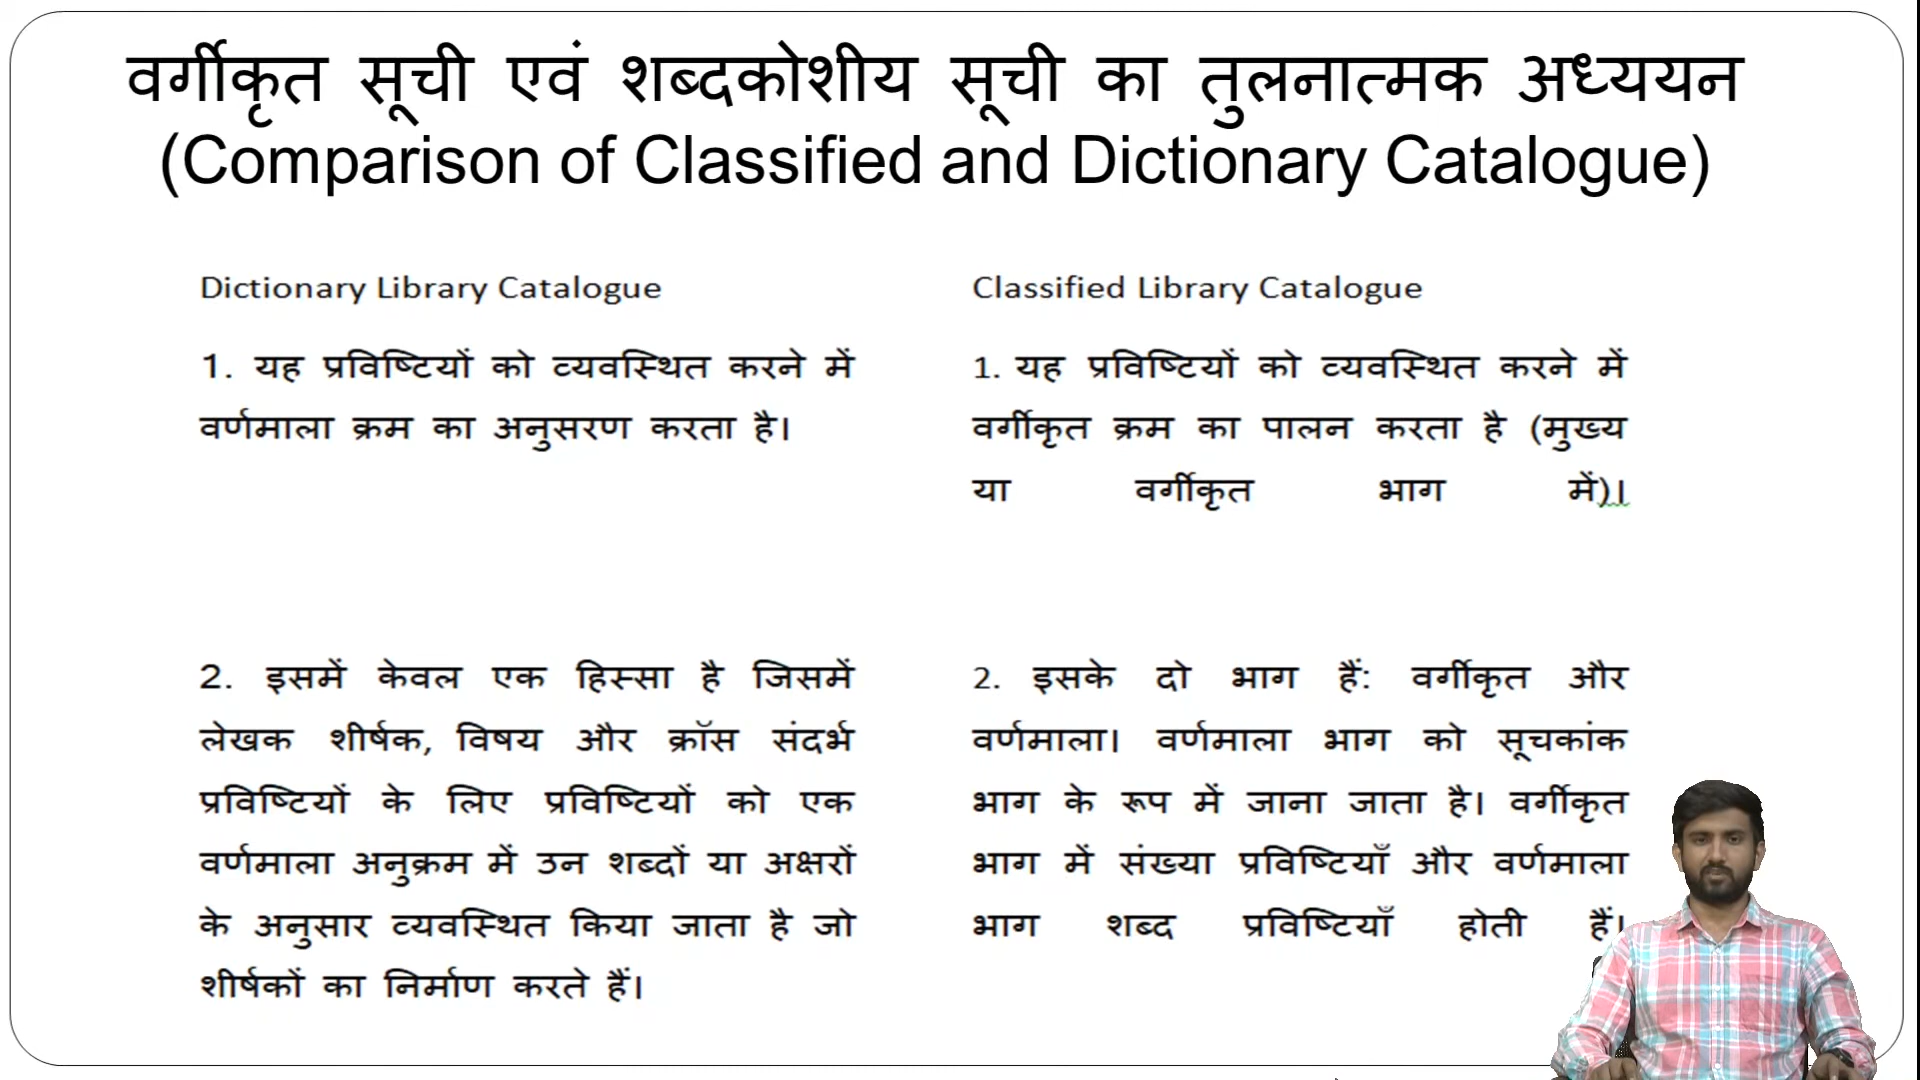 वर्गीकृत सूची एवं शब्दकोशीय सूची का तुलनात्मक अध्ययन
(Comparison of Classified and Dictionary Catalogue)
Dictionary Library Catalogue
1. यह प्रविष्टियों को व्यवस्थित करने में
वर्णमाला क्रम का अनुसरण करता है।
2. इसमें केवल एक हिस्सा है जिसमें
लेखक शीर्षक, विषय और क्रॉस संदर्भ
प्रविष्टियों के लिए प्रविष्टियों को एक
वर्णमाला अनुक्रम में उन शब्दों या अक्षरों
के अनुसार व्यवस्थित किया जाता है जो
शीर्षकों का निर्माण करते हैं।
Classified Library Catalogue
1. यह प्रविष्टियों को व्यवस्थित करने में
वर्गीकृत क्रम का पालन करता है (मुख्य
या वर्गीकृत भाग में)।
2. इसके दो भाग हैं: वर्गीकृत और
वर्णमाला। वर्णमाला भाग को सूचकांक
भाग के रूप में जाना जाता है। वर्गीकृत
भाग में संख्या प्रविष्टियाँ और वर्णमाला
भाग शब्द प्रविष्टियाँ होती हैं।